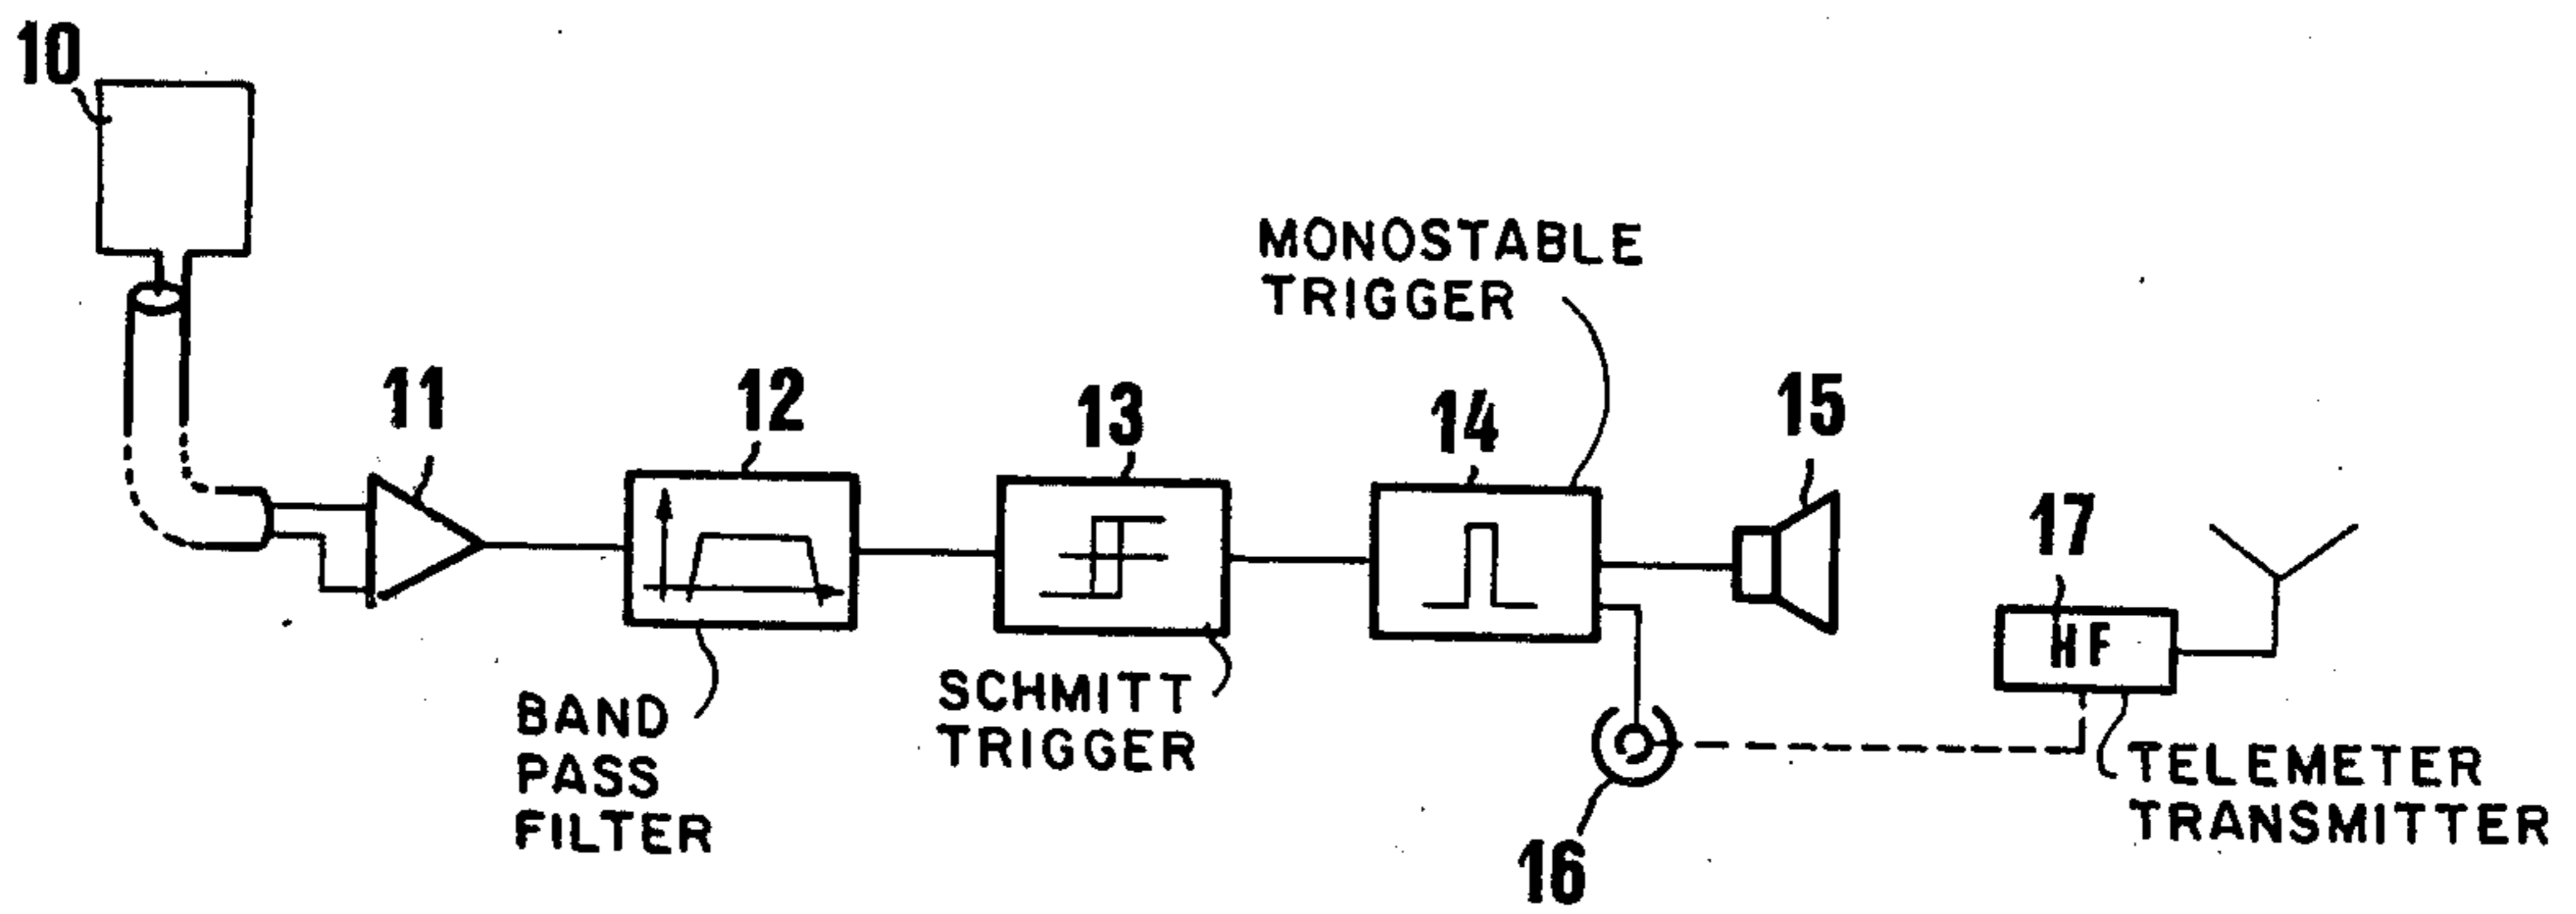 10
11
12
13
14
15
16
17
MONOSTABLE
TRIGGER
BAND
PASS
FILTER
SCHMITT
TRIGGER
HF
TELEMETER
TRANSMITTER